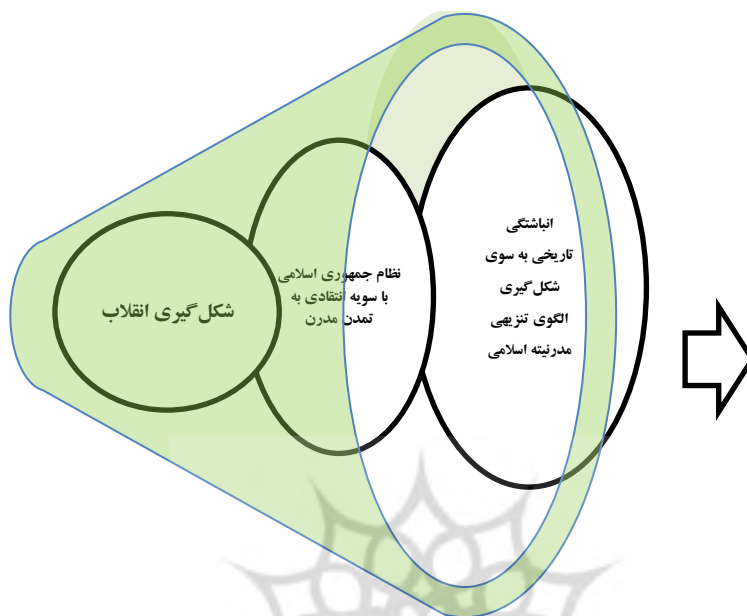 شکل‌گیری انقلاب
نظام جمهوری اسلامی
با سویه انتقادی به
تمدن مدرن
انباشتگی
تاریخی به سوی
شکل‌گیری
الگوی تنزیهی
مدرنیته اسلامی